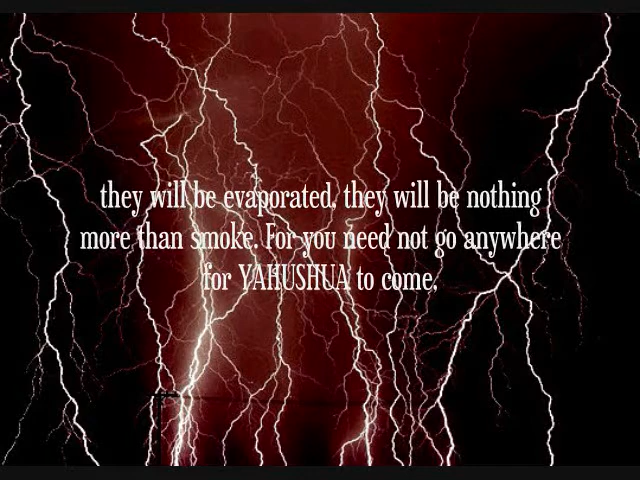 they will be evaporated, they will be nothing
more than smoke. For you need not go anywhere
for YAHUSHUA to come,